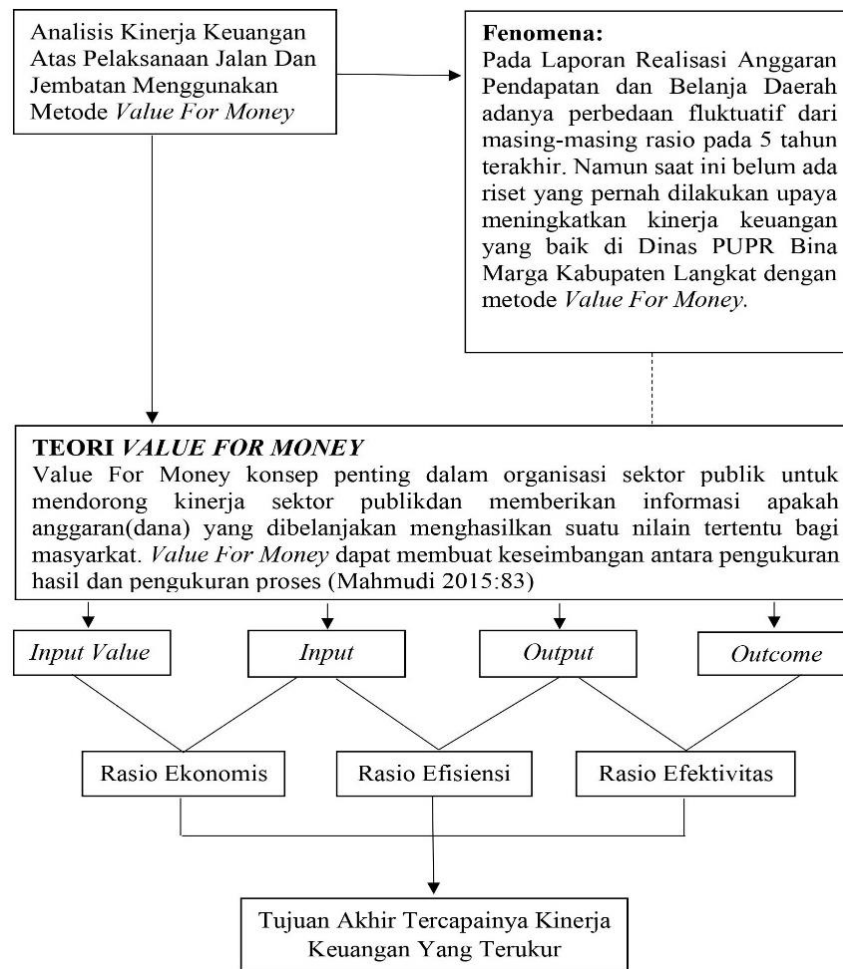 Analisis Kinerja Keuangan
Atas Pelaksanaan Jalan Dan
Jembatan Menggunakan
Metode Value For Money
Fenomena:
Pada Laporan Realisasi Anggaran
Pendapatan dan Belanja Daerah
adanya perbedaan fluktuatif dari
masing-masing rasio pada 5 tahun
terakhir. Namun saat ini belum ada
riset yang pernah dilakukan upaya
meningkatkan kinerja keuangan
yang baik di Dinas PUPR Bina
Marga Kabupaten Langkat dengan
metode Value For Money.
TEORI VALUE FOR MONEY
Value For Money konsep penting dalam organisasi sektor publik untuk
mendorong kinerja sektor publikdan memberikan informasi apakah
anggaran(dana) yang dibelanjakan menghasilkan suatu nilain tertentu bagi
masyarkat. Value For Money dapat membuat keseimbangan antara pengukuran
hasil dan pengukuran proses (Mahmudi 2015:83)
Input Value
Input
Output
Outcome
Rasio Ekonomis
Rasio Efisiensi
Rasio Efektivitas
Tujuan Akhir Tercapainya Kinerja
Keuangan Yang Terukur